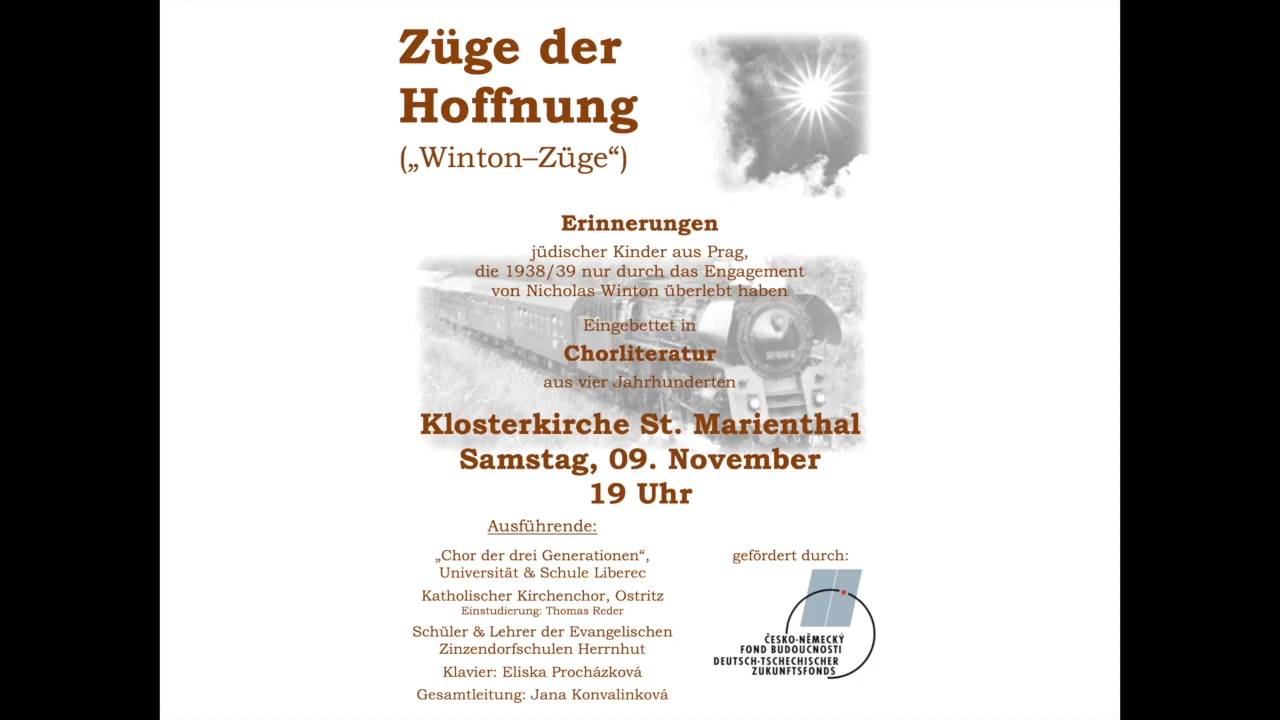 Züge der
Hoffnung
(„Winton–Züge“)
Erinnerungen
jüdischer Kinder aus Prag,
die 1938/39 nur durch das Engagement
von Nicholas Winton überlebt haben
Eingebettet in
Chorliteratur
aus vier Jahrhunderten
Klosterkirche St. Marienthal
Samstag, 09. November
19 Uhr
Ausführende:
„Chor der drei Generationen“,
Universität & Schule Liberec
Katholischer Kirchenchor, Ostritz
Einstudierung: Thomas Reder
Schüler & Lehrer der Evangelischen
Zinzendorfschulen Herrnhut
Klavier: Eliska Procházková
Gesamtleitung: Jana Konvalinková
gefördert durch:
ČESKO-NĚMECKÝ
FOND BUDOUCNOSTI
DEUTSCH-TSCHECHISCHER
ZUKUNFTSFONDS